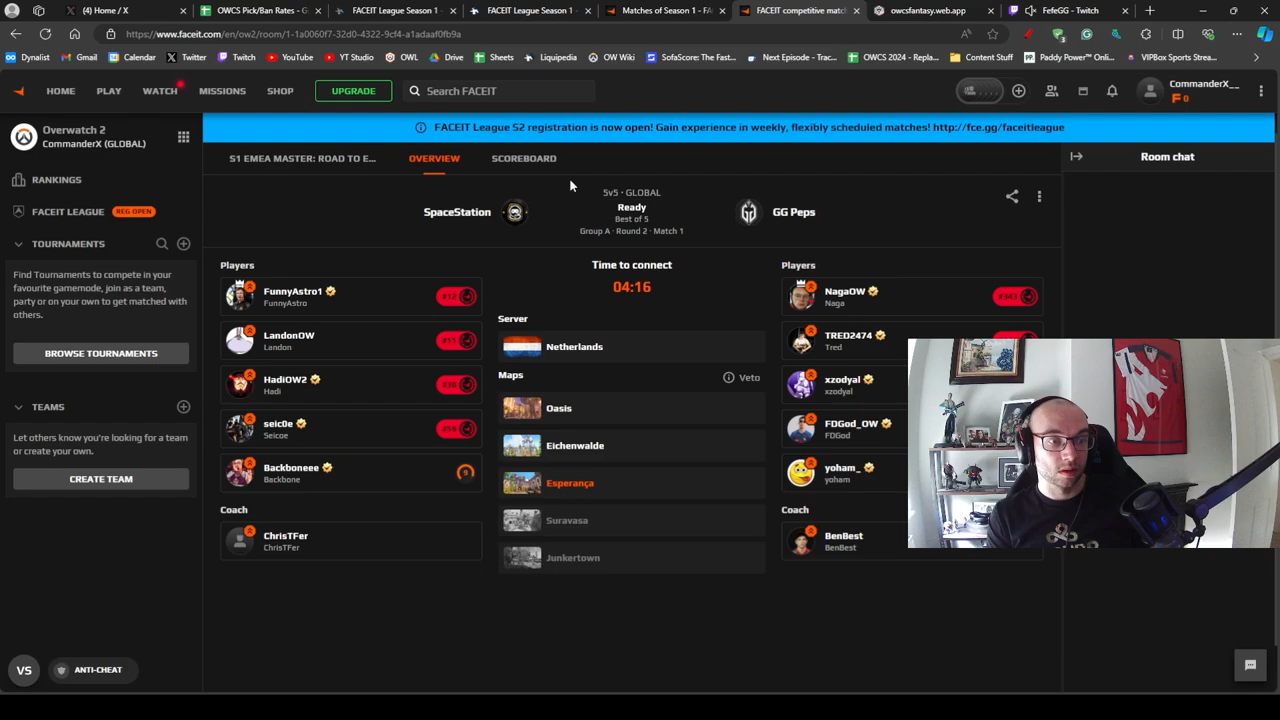 (4) Home / X
OWCS Pick/Ban Rates - G
FACEIT League Season 1 -
FACEIT League Season 1 -
Matches of Season 1 - FA
FACEIT competitive matc
owcsfantasy.web.app
FefeGG - Twitch
https://www.faceit.com/en/ow2/room/1-1a0060f7-32d0-4322-9cf4-a1adaaf0fb9a
Dynalist
Gmail
Calendar
Twitter
Twitch
YouTube
YT Studio
OWL
Drive
Sheets
Liquipedia
OW Wiki
SofaScore: The Fast...
Next Episode - Trac...
OWCS 2024 - Repla...
Content Stuff
Paddy Power™ Onli...
VIPBox Sports Strea...
HOME
PLAY
WATCH
MISSIONS
SHOP
UPGRADE
Search FACEIT
CommanderX__
F 0
FACEIT League S2 registration is now open! Gain experience in weekly, flexibly scheduled matches! http://fce.gg/faceitleague
Overwatch 2
CommanderX (GLOBAL)
RANKINGS
FACEIT LEAGUE REG OPEN
TOURNAMENTS
Find Tournaments to compete in your
favourite gamemode, join as a team,
party or on your own to get matched with
others.
BROWSE TOURNAMENTS
TEAMS
Let others know you're looking for a team
or create your own.
CREATE TEAM
VS
ANTI-CHEAT
S1 EMEA MASTER: ROAD TO E...
OVERVIEW
SCOREBOARD
Room chat
SpaceStation
5v5 • GLOBAL
Ready
Best of 5
Group A • Round 2 • Match 1
GG Peps
Players
FunnyAstro1
FunnyAstro
#12
LandonOW
Landon
#11
HadiOW2
Hadi
#36
seic0e
Seicoe
#59
Backboneee
Backbone
9
Coach
ChrisTFer
ChrisTFer
Time to connect
04:16
Server
Netherlands
Maps
Veto
Oasis
Eichenwalde
Esperança
Suravasa
Junkertown
Players
NagaOW
Naga
#343
TRED2474
Tred
xzodyal
xzodyal
FDGod_OW
FDGod
yoham_
yoham
Coach
BenBest
BenBest